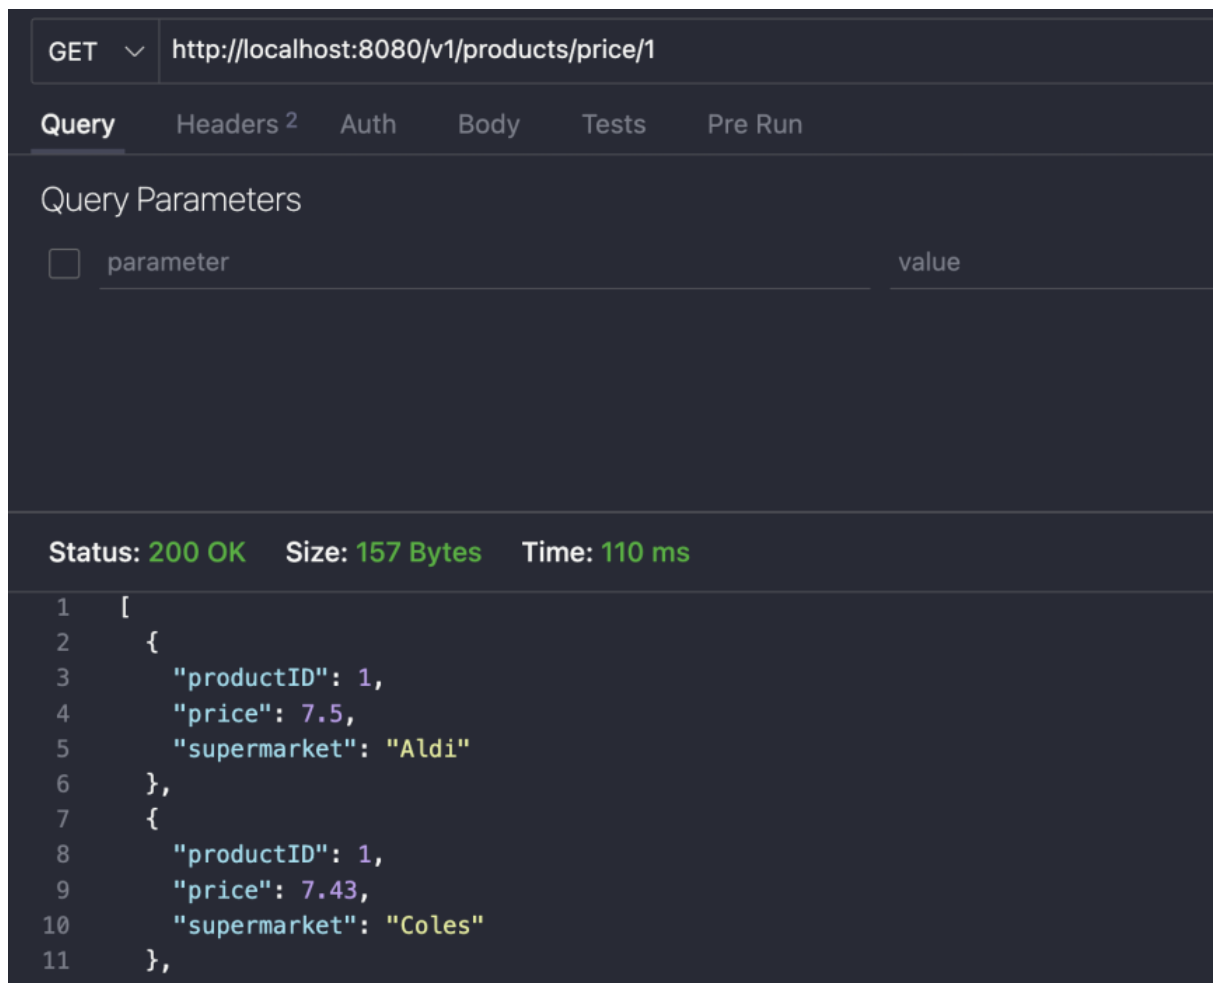 GET http://localhost:8080/v1/products/price/1
Query Headers 2 Auth Body Tests Pre Run
Query Parameters
parameter value
Status: 200 OK Size: 157 Bytes Time: 110 ms
1 [
2 {
3 "productID": 1,
4 "price": 7.5,
5 "supermarket": "Aldi"
6 },
7 {
8 "productID": 1,
9 "price": 7.43,
10 "supermarket": "Coles"
11 },